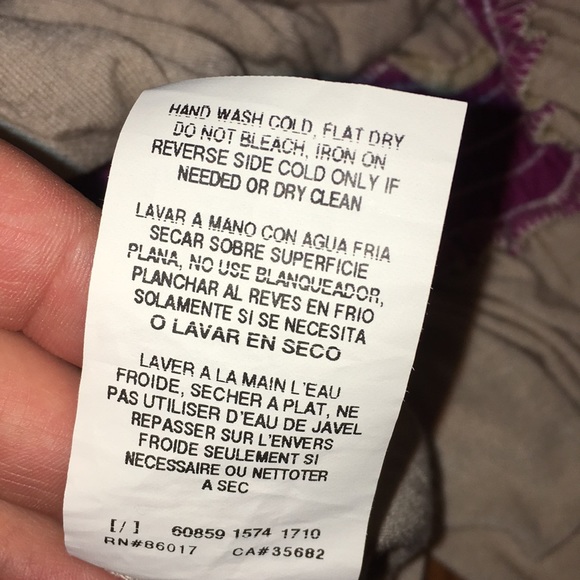 HAND WASH COLD, FLAT DRY
DO NOT BLEACH, IRON ON
REVERSE SIDE COLD ONLY IF
NEEDED OR DRY CLEAN
LAVAR A MANO CON AGUA FRIA
SECAR SOBRE SUPERFICIE
PLANA, NO USE BLANQUEADOR,
PLANCHAR AL REVES EN FRIO
SOLAMENTE SI SE NECESITA
O LAVAR EN SECO
LAVER A LA MAIN L'EAU
FROIDE, SECHER A PLAT, NE
PAS UTILISER D'EAU DE JAVEL
REPASSER SUR L'ENVERS
FROIDE SEULEMENT SI
NECESSAIRE OU NETTOTER
A SEC
[/] 60859 1574 1710
RN#86017 CA#35682